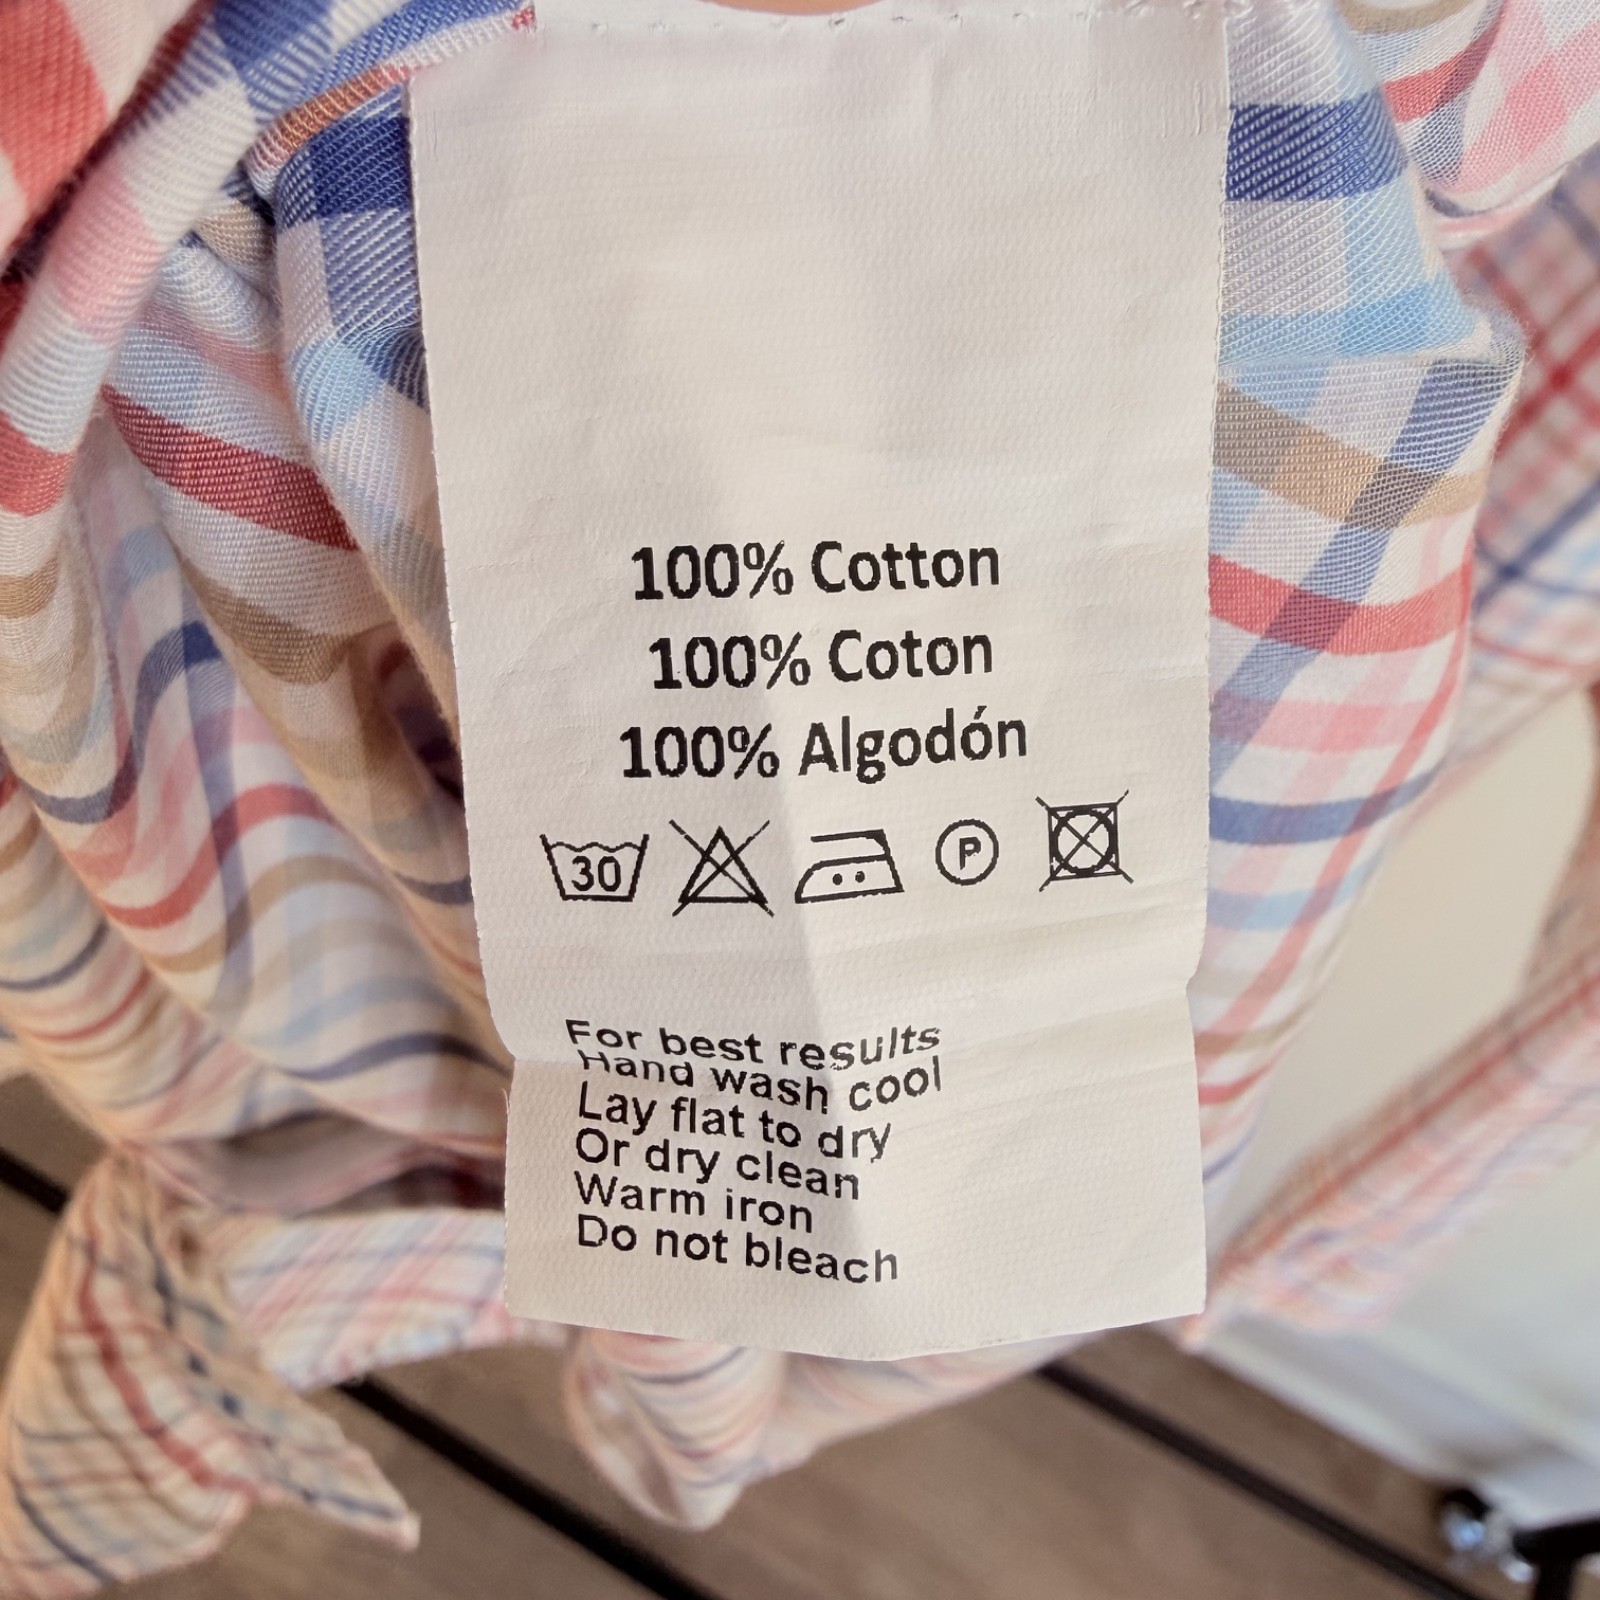 100% Cotton
100% Coton
100% Algodón
30 P
For best results
Hand wash cool
Lay flat to dry
Or dry clean
Warm iron
Do not bleach